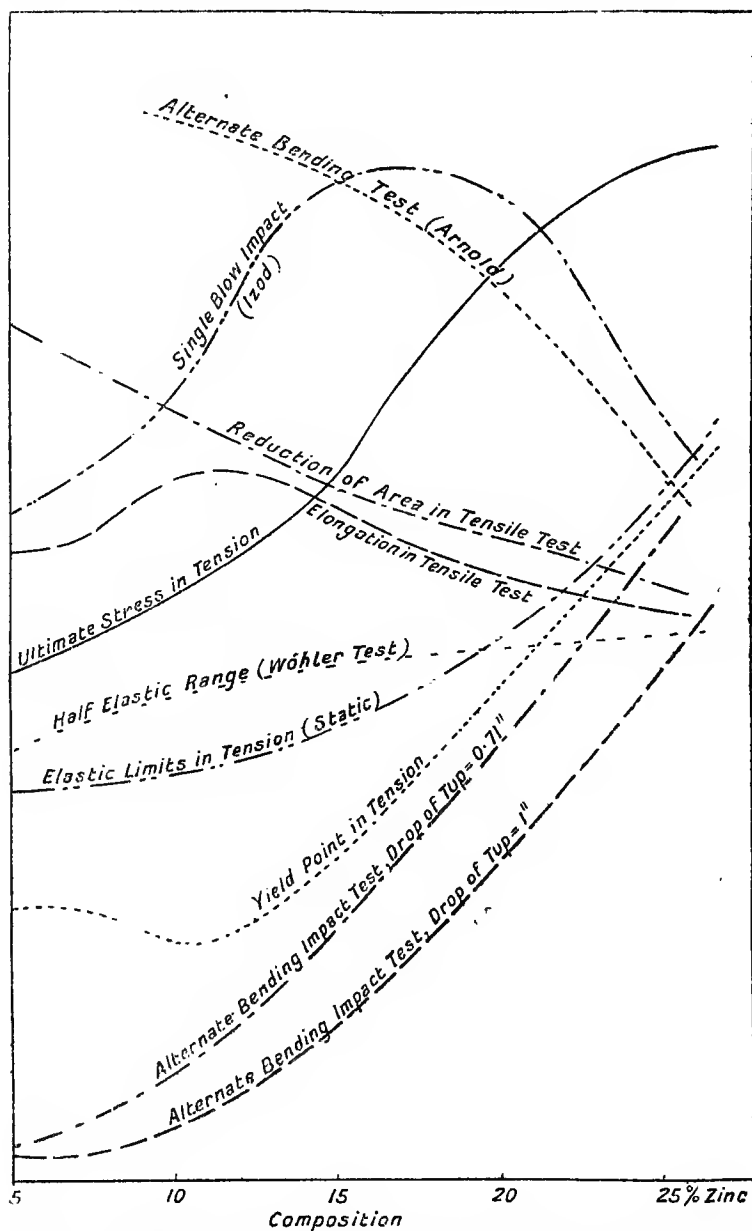 Alternate Bending Test (Arnold)
Single Blow Impact
(Izod)
Reduction of Area in Tensile Test
Elongation in Tensile Test
Ultimate Stress in Tension
Half Elastic Range (Wöhler Test)
Elastic Limits in Tension (Static)
Yield Point in Tension
Alternate Bending Impact Test, Drop of Tup = 0·71"
Alternate Bending Impact Test, Drop of Tup = 1"
5 10 15 20 25% Zinc
Composition